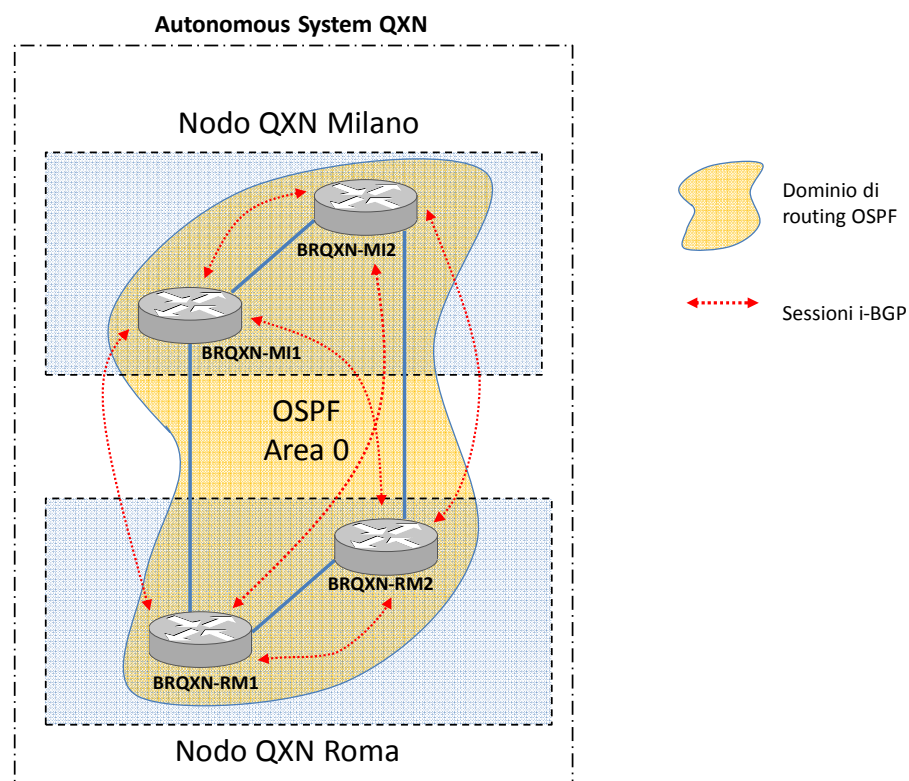 Autonomous System QXN
Nodo QXN Milano
BRQXN-MI2
BRQXN-MI1
OSPF
Area 0
BRQXN-RM2
BRQXN-RM1
Nodo QXN Roma
Dominio di
routing OSPF
Sessioni i-BGP